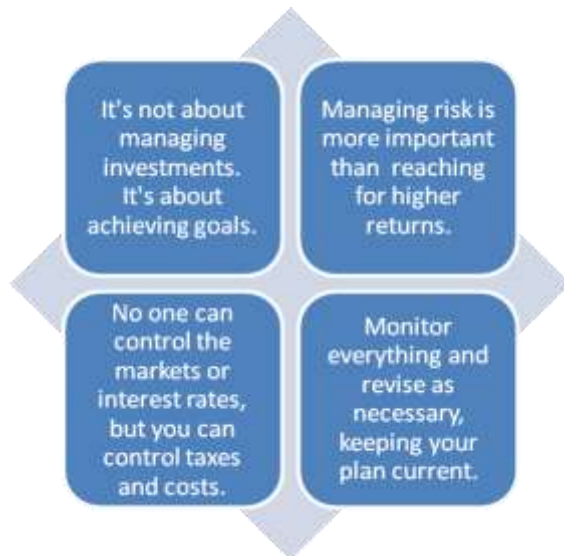 It's not about
managing
investments.
It's about
achieving goals.
Managing risk is
more important
than reaching
for higher
returns.
No one can
control the
markets or
interest rates,
but you can
control taxes
and costs.
Monitor
everything and
revise as
necessary,
keeping your
plan current.